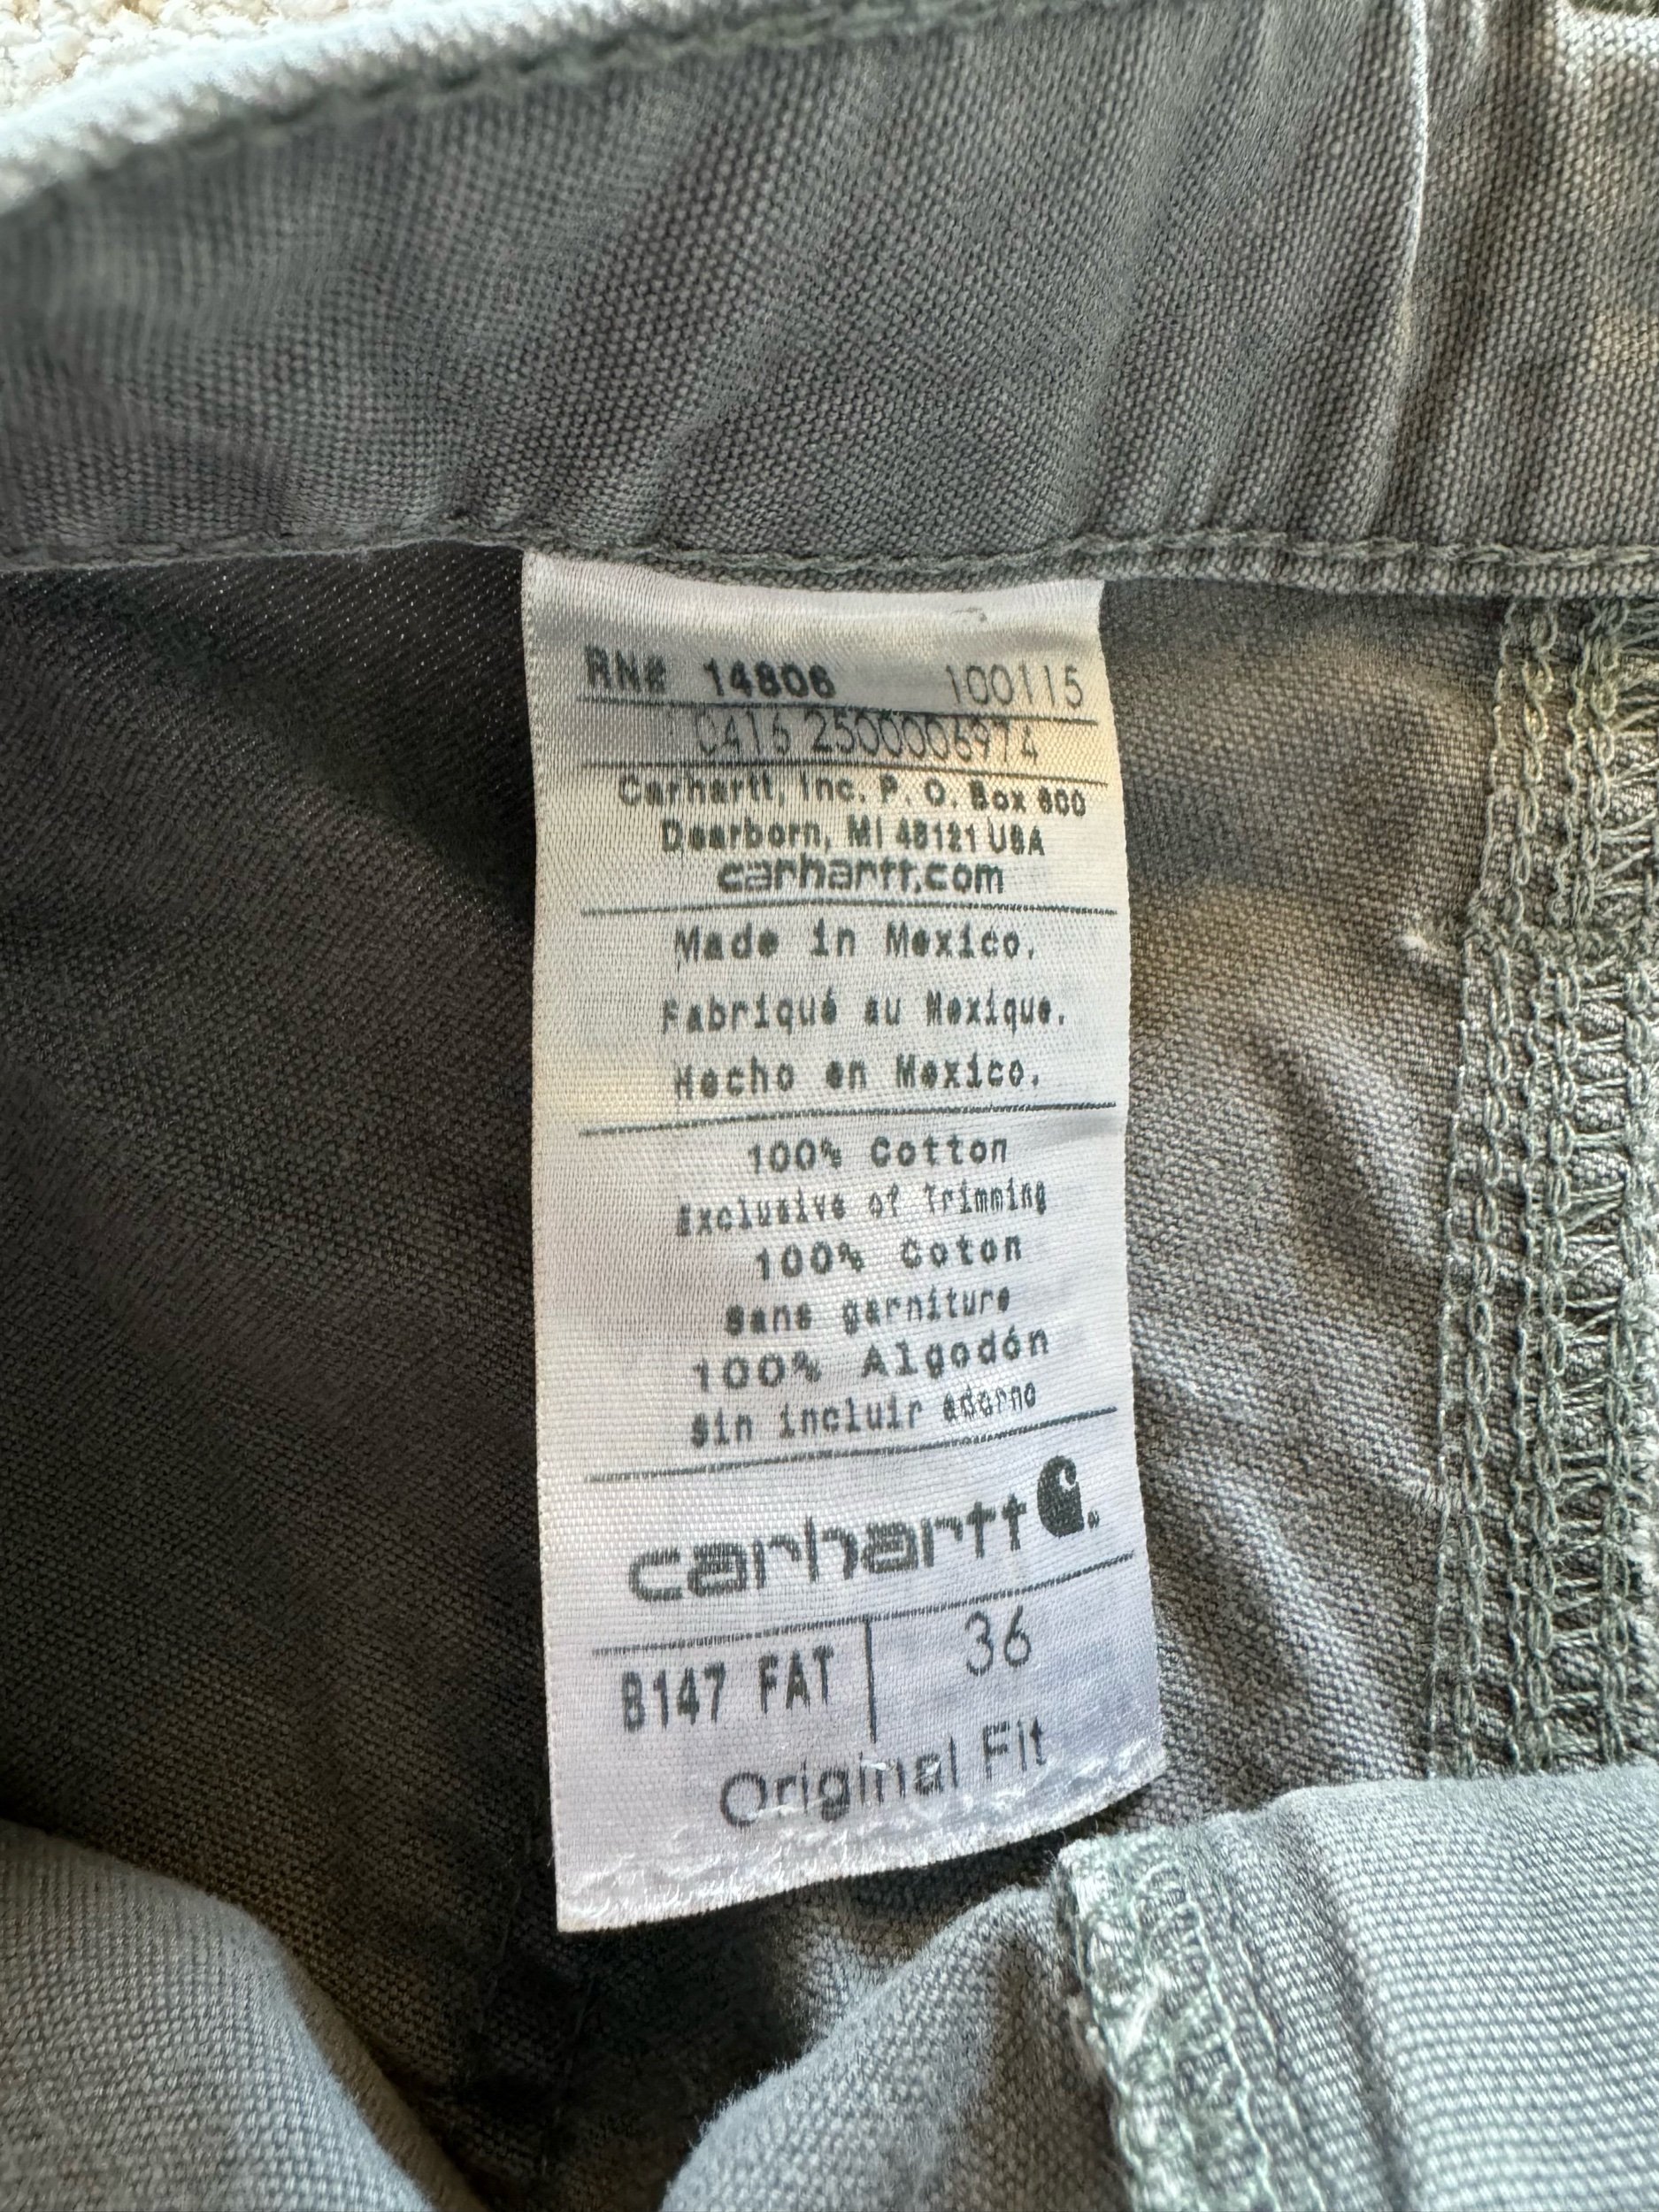 RN# 14806 100115
0416 2500006974
Carhartt, Inc. P. O. Box 600
Dearborn, MI 48121 USA
carhartt.com
Made in Mexico.
Fabriqué au Mexique.
Hecho en Mexico.
100% Cotton
Exclusive of Trimming
100% Coton
Sans garniture
100% Algodón
Sin incluir adorno
carhartt
B147 FAT 36
Original Fit